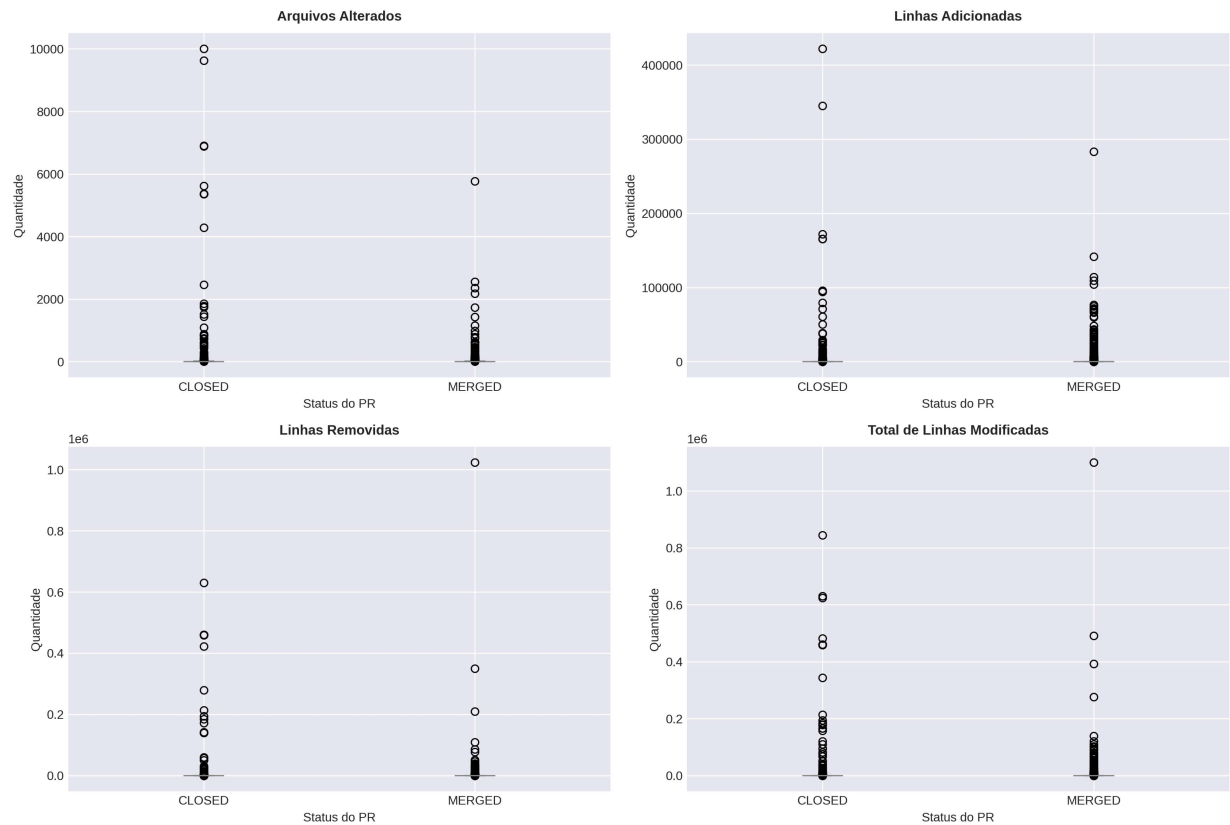 Arquivos Alterados
Quantidade
10000
8000
6000
4000
2000
0
CLOSED
MERGED
Status do PR
Linhas Adicionadas
Quantidade
400000
300000
200000
100000
0
CLOSED
MERGED
Status do PR
Linhas Removidas
1e6
Quantidade
1.0
0.8
0.6
0.4
0.2
0.0
CLOSED
MERGED
Status do PR
Total de Linhas Modificadas
1e6
Quantidade
1.0
0.8
0.6
0.4
0.2
0.0
CLOSED
MERGED
Status do PR